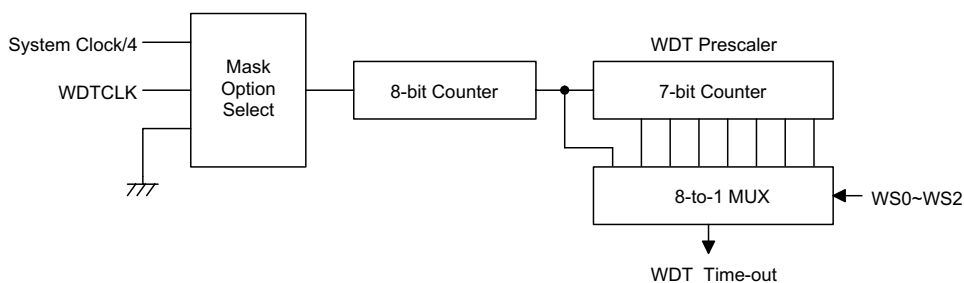 System Clock/4
WDTCLK
Mask
Option
Select
8-bit Counter
WDT Prescaler
7-bit Counter
8-to-1 MUX
WS0~WS2
WDT Time-out